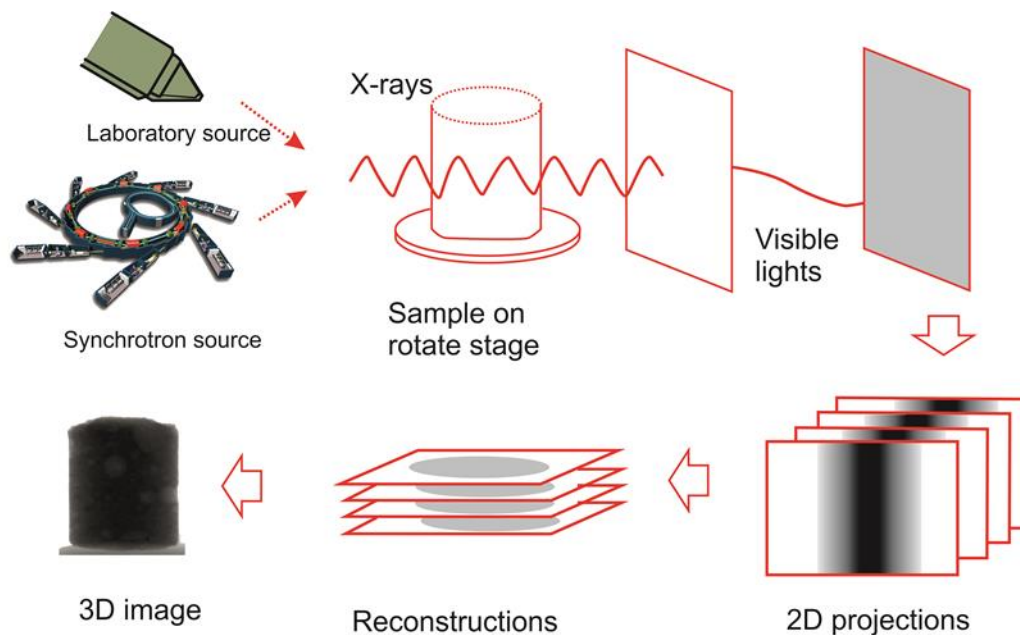 Laboratory source
X-rays
Visible
lights
Sample on
rotate stage
Synchrotron source
3D image
Reconstructions
2D projections